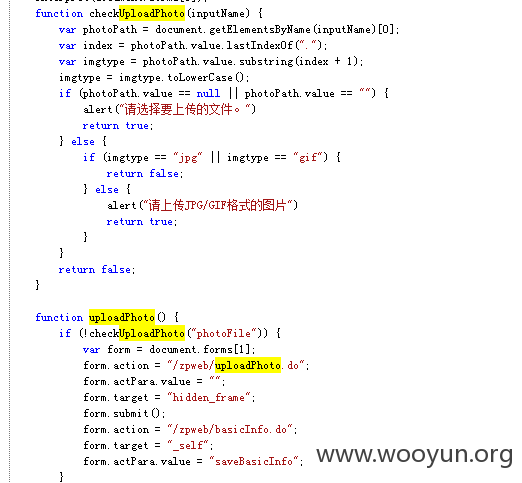 function checkUploadPhoto(inputName) {
var photoPath = document.getElementsByName(inputName)[0];
var index = photoPath.value.lastIndexOf(".");
var imgtype = photoPath.value.substring(index + 1);
imgtype = imgtype.toLowerCase();
if (photoPath.value == null || photoPath.value == "") {
alert("请选择要上传的文件。")
return true;
} else {
if (imgtype == "jpg" || imgtype == "gif") {
return false;
} else {
alert("请上传JPG/GIF格式的图片")
return true;
}
}
return false;
}
function uploadPhoto() {
if (!checkUploadPhoto("photoFile")) {
var form = document.forms[1];
form.action = "/zpweb/uploadPhoto.do";
form.actPara.value = "";
form.target = "hidden_frame";
form.submit();
form.action = "/zpweb/basicInfo.do";
form.target = "_self";
form.actPara.value = "saveBasicInfo";
}
www.wooyun.org